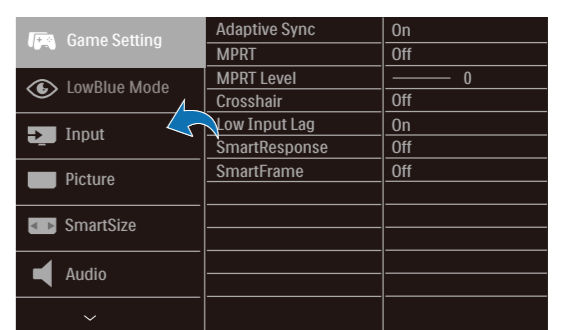 Game Setting
LowBlue Mode
Input
Picture
SmartSize
Audio
Adaptive Sync On
MPRT Off
MPRT Level 0
Crosshair Off
Low Input Lag On
SmartResponse Off
SmartFrame Off